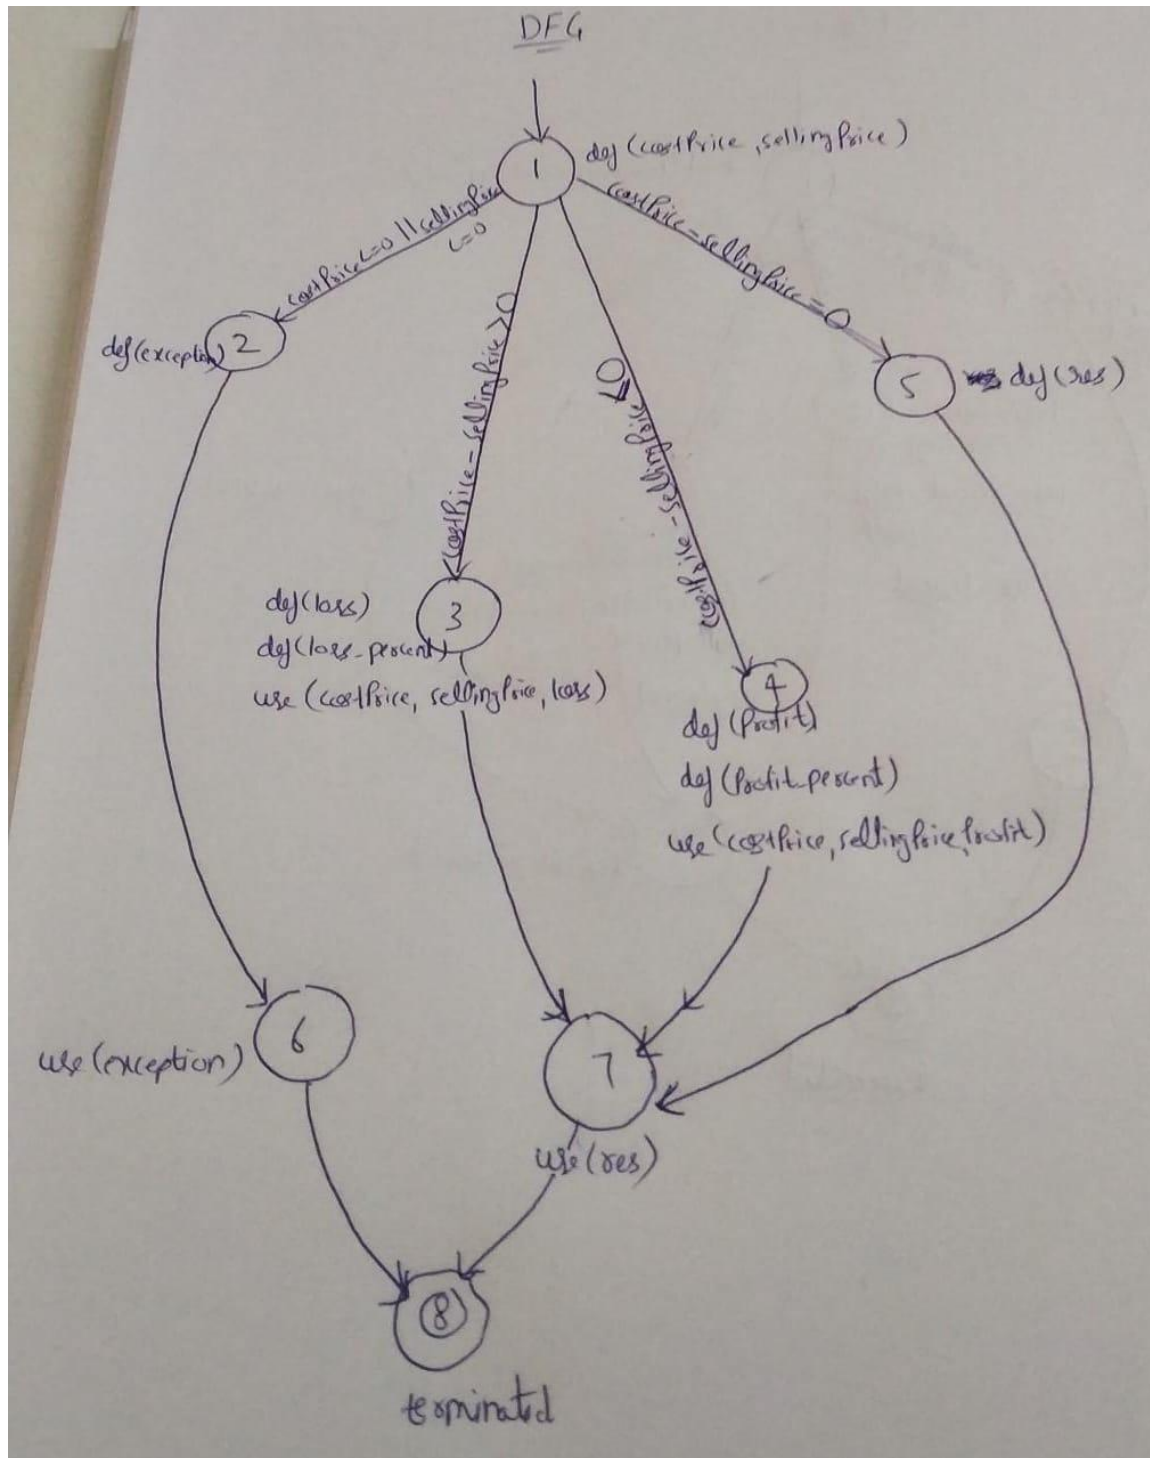 DFG
1
def (costPrice, sellingPrice)
costPrice <=0 || sellingPrice
<=0
costPrice - sellingPrice = 0
2
def(exception)
costPrice - sellingPrice > 0
costPrice - sellingPrice
5
def (res)
3
def(loss)
def(loss_percent)
use (costPrice, sellingPrice, loss)
4
def (Profit)
def (Profit_percent)
use (costPrice, sellingPrice, Profit)
6
use (exception)
7
use (res)
8
terminated